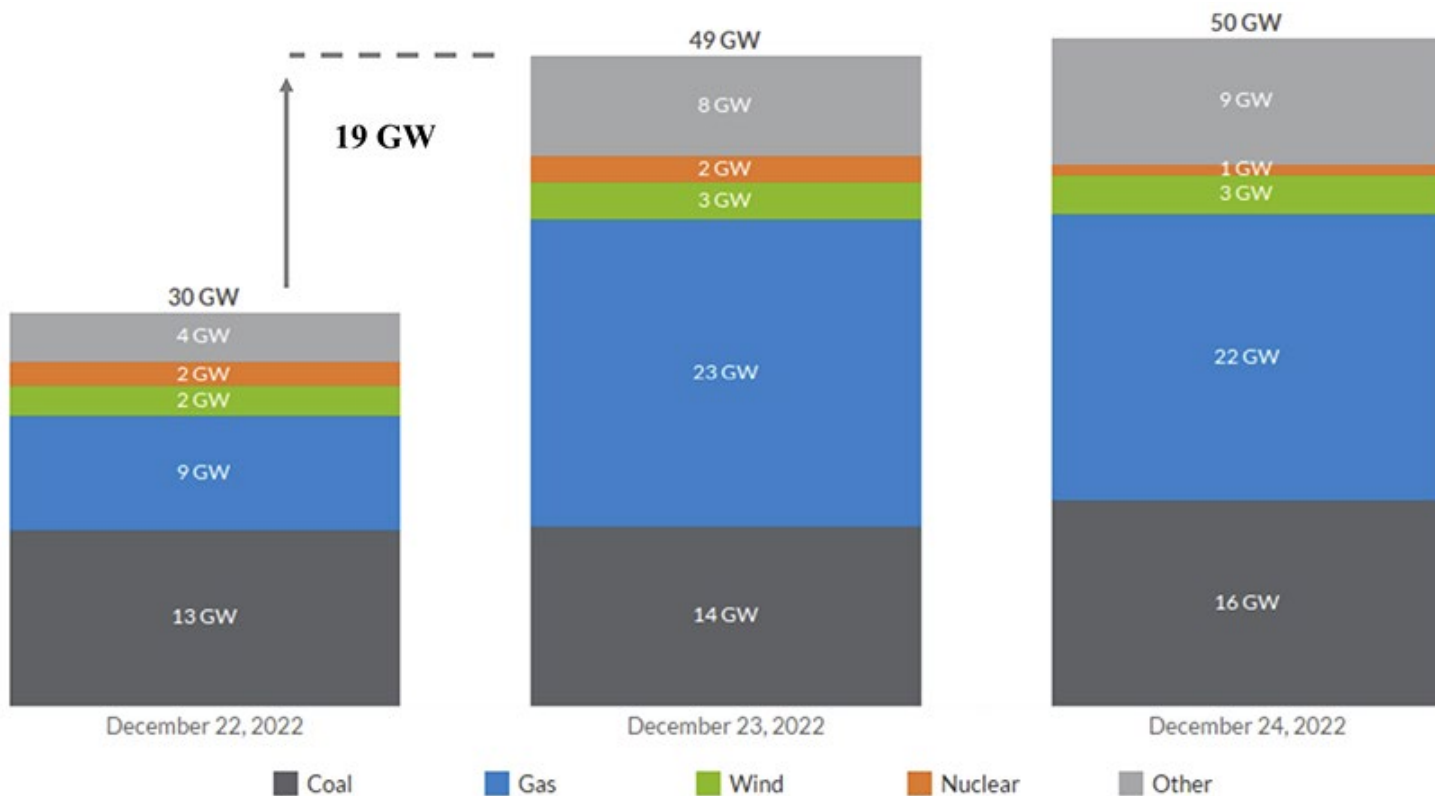 50 GW
49 GW
19 GW
30 GW
4 GW
2 GW
2 GW
9 GW
13 GW
8 GW
2 GW
3 GW
23 GW
14 GW
9 GW
1 GW
3 GW
22 GW
16 GW
December 22, 2022
December 23, 2022
December 24, 2022
Coal
Gas
Wind
Nuclear
Other